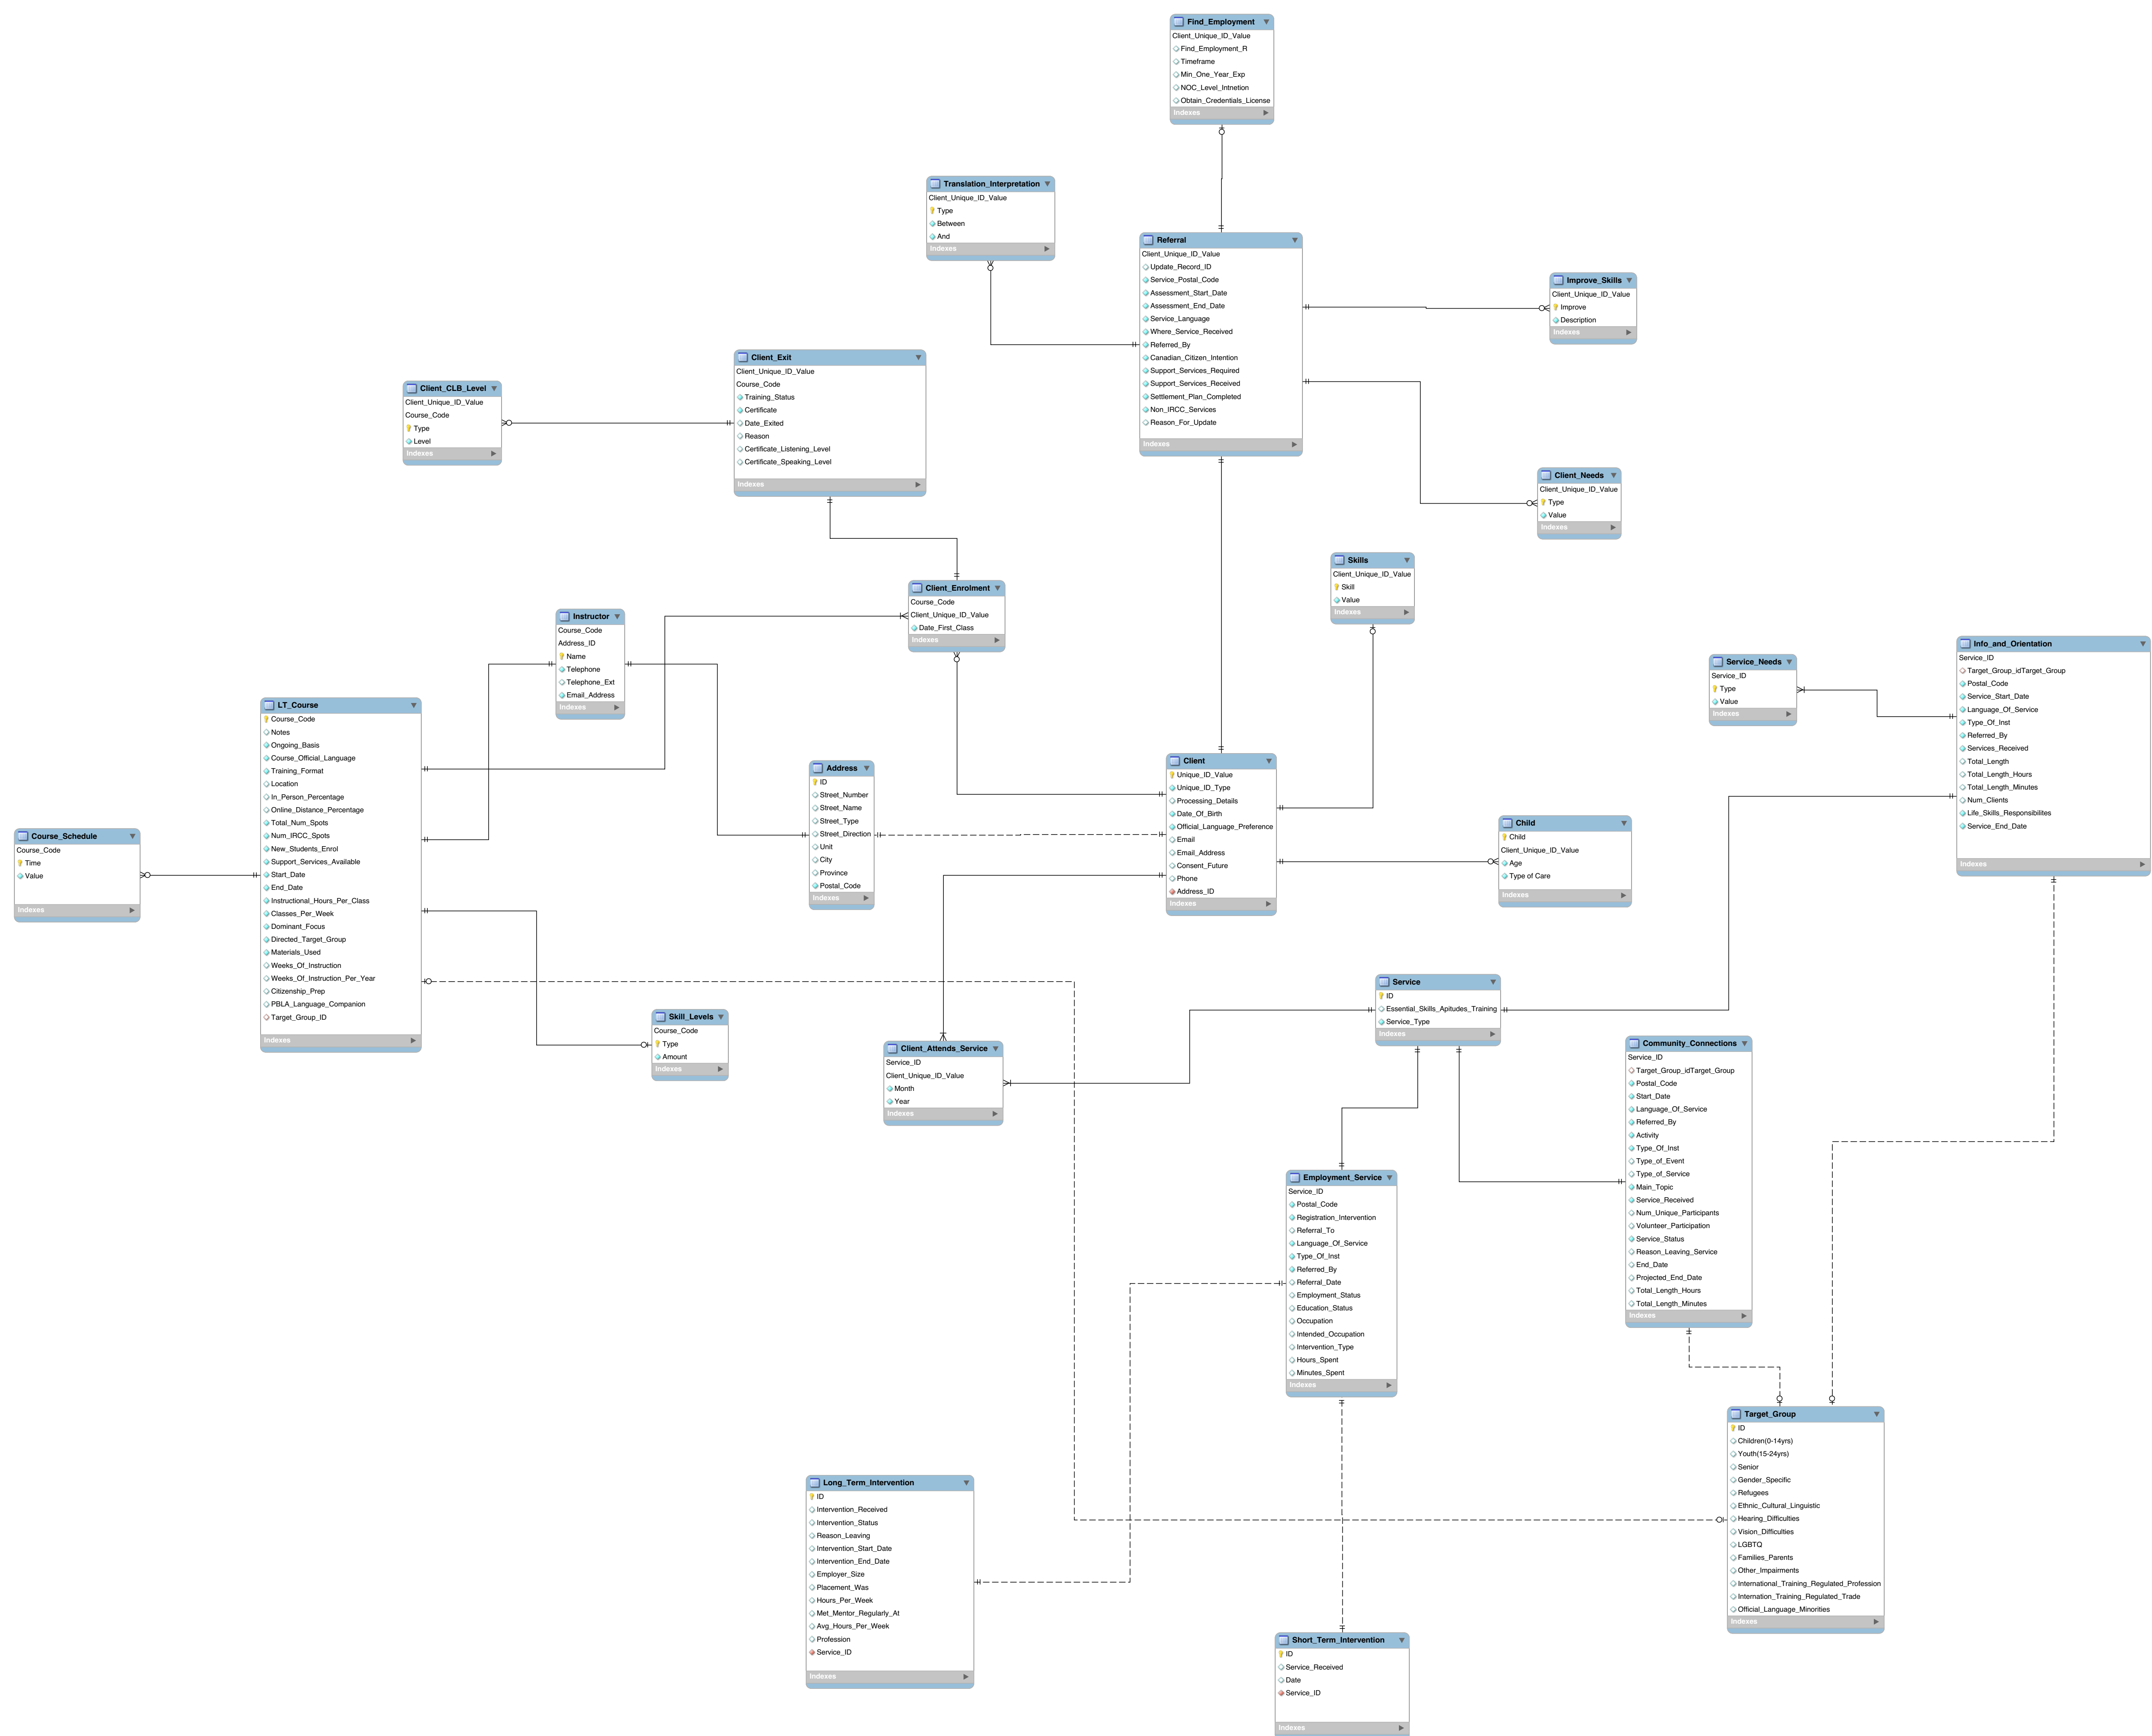 Find_Employment
Client_Unique_ID_Value
Find_Employment_R
Timeframe
Min_One_Year_Exp
NOC_Level_Intnetion
Obtain_Credentials_License
Indexes
Translation_Interpretation
Client_Unique_ID_Value
Type
Between
And
Indexes
Referral
Client_Unique_ID_Value
Update_Record_ID
Service_Postal_Code
Assessment_Start_Date
Assessment_End_Date
Service_Language
Where_Service_Received
Referred_By
Canadian_Citizen_Intention
Support_Services_Required
Support_Services_Received
Settlement_Plan_Completed
Non_IRCC_Services
Reason_For_Update
Indexes
Improve_Skills
Client_Unique_ID_Value
Improve
Description
Indexes
Client_Exit
Client_Unique_ID_Value
Course_Code
Training_Status
Certificate
Date_Exited
Reason
Certificate_Listening_Level
Certificate_Speaking_Level
Indexes
Client_CLB_Level
Client_Unique_ID_Value
Course_Code
Type
Level
Indexes
Client_Needs
Client_Unique_ID_Value
Type
Value
Indexes
Skills
Client_Unique_ID_Value
Skill
Value
Indexes
Client_Enrolment
Course_Code
Client_Unique_ID_Value
Date_First_Class
Indexes
Instructor
Course_Code
Address_ID
Name
Telephone
Telephone_Ext
Email_Address
Indexes
Info_and_Orientation
Service_ID
Target_Group_idTarget_Group
Postal_Code
Service_Start_Date
Language_Of_Service
Type_Of_Inst
Referred_By
Services_Received
Total_Length
Total_Length_Hours
Total_Length_Minutes
Num_Clients
Life_Skills_Responsibilites
Service_End_Date
Indexes
Service_Needs
Service_ID
Type
Value
Indexes
LT_Course
Course_Code
Notes
Ongoing_Basis
Course_Official_Language
Training_Format
Location
In_Person_Percentage
Online_Distance_Percentage
Total_Num_Spots
Num_IRCC_Spots
New_Students_Enrol
Support_Services_Available
Start_Date
End_Date
Instructional_Hours_Per_Class
Classes_Per_Week
Dominant_Focus
Directed_Target_Group
Materials_Used
Weeks_Of_Instruction
Weeks_Of_Instruction_Per_Year
Citizenship_Prep
PBLA_Language_Companion
Target_Group_ID
Indexes
Address
ID
Street_Number
Street_Name
Street_Type
Street_Direction
Unit
City
Province
Postal_Code
Indexes
Client
Unique_ID_Value
Unique_ID_Type
Processing_Details
Date_Of_Birth
Official_Language_Preference
Email
Email_Address
Consent_Future
Phone
Address_ID
Indexes
Child
Child
Client_Unique_ID_Value
Age
Type of Care
Indexes
Course_Schedule
Course_Code
Time
Value
Indexes
Service
ID
Essential_Skills_Apitudes_Training
Service_Type
Indexes
Skill_Levels
Course_Code
Type
Amount
Indexes
Client_Attends_Service
Service_ID
Client_Unique_ID_Value
Month
Year
Indexes
Community_Connections
Service_ID
Target_Group_idTarget_Group
Postal_Code
Start_Date
Language_Of_Service
Referred_By
Activity
Type_Of_Inst
Type_of_Event
Type_of_Service
Main_Topic
Service_Received
Num_Unique_Participants
Volunteer_Participation
Service_Status
Reason_Leaving_Service
End_Date
Projected_End_Date
Total_Length_Hours
Total_Length_Minutes
Indexes
Employment_Service
Service_ID
Postal_Code
Registration_Intervention
Referral_To
Language_Of_Service
Type_Of_Inst
Referred_By
Referral_Date
Employment_Status
Education_Status
Occupation
Intended_Occupation
Intervention_Type
Hours_Spent
Minutes_Spent
Indexes
Target_Group
ID
Children(0-14yrs)
Youth(15-24yrs)
Senior
Gender_Specific
Refugees
Ethnic_Cultural_Linguistic
Hearing_Difficulties
Vision_Difficulties
LGBTQ
Families_Parents
Other_Impairments
International_Training_Regulated_Profession
Internation_Training_Regulated_Trade
Official_Language_Minorities
Indexes
Long_Term_Intervention
ID
Intervention_Received
Intervention_Status
Reason_Leaving
Intervention_Start_Date
Intervention_End_Date
Employer_Size
Placement_Was
Hours_Per_Week
Met_Mentor_Regularly_At
Avg_Hours_Per_Week
Profession
Service_ID
Indexes
Short_Term_Intervention
ID
Service_Received
Date
Service_ID
Indexes